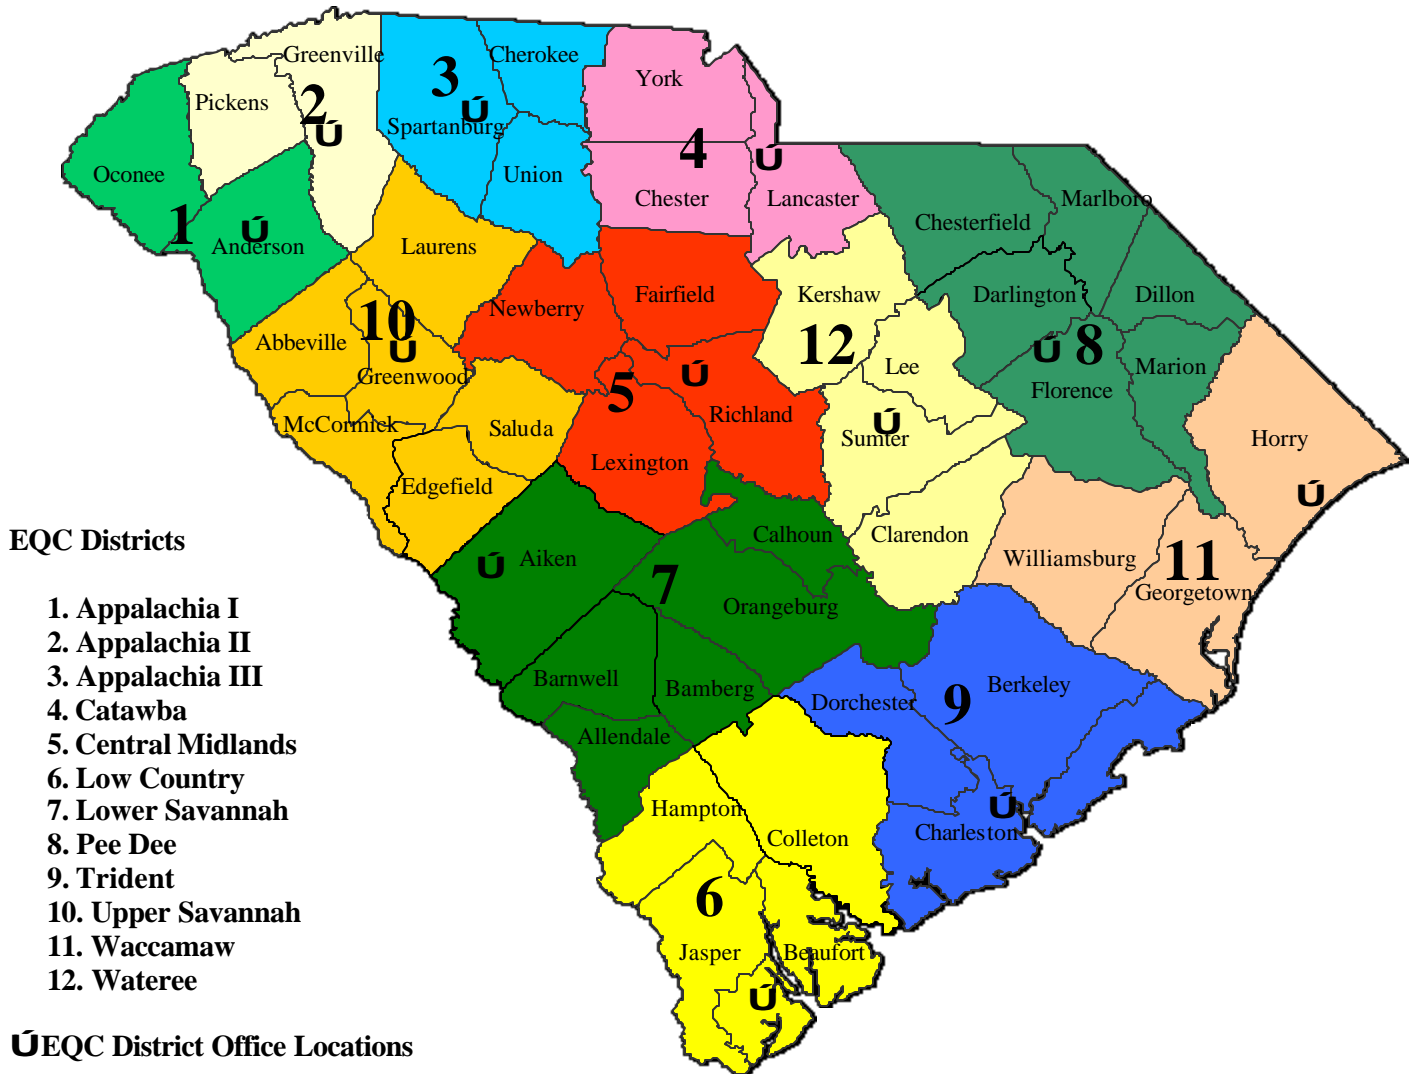 Greenville
Cherokee
3
York
Pickens
2
Ú
Ú
Spartanburg
4
Ú
Oconee
Union
Chester
Lancaster
Marlboro
1
Ú
Anderson
Laurens
Chesterfield
Newberry
Fairfield
Kershaw
Darlington
Dillon
10
Abbeville
Ú
12
Ú
8
Greenwood
5
Ú
Lee
Marion
Florence
McCormick
Saluda
Richland
Ú
Sumter
Horry
Lexington
Edgefield
Ú
Calhoun
Clarendon
EQC Districts
Ú
Aiken
7
Williamsburg
11
Georgetown
Orangeburg
1. Appalachia I
2. Appalachia II
3. Appalachia III
4. Catawba
5. Central Midlands
6. Low Country
7. Lower Savannah
8. Pee Dee
9. Trident
10. Upper Savannah
11. Waccamaw
12. Wateree
Barnwell
Bamberg
Dorchester
9
Berkeley
Allendale
Hampton
Colleton
Ú
Charleston
6
Jasper
Beaufort
Ú
ÚEQC District Office Locations